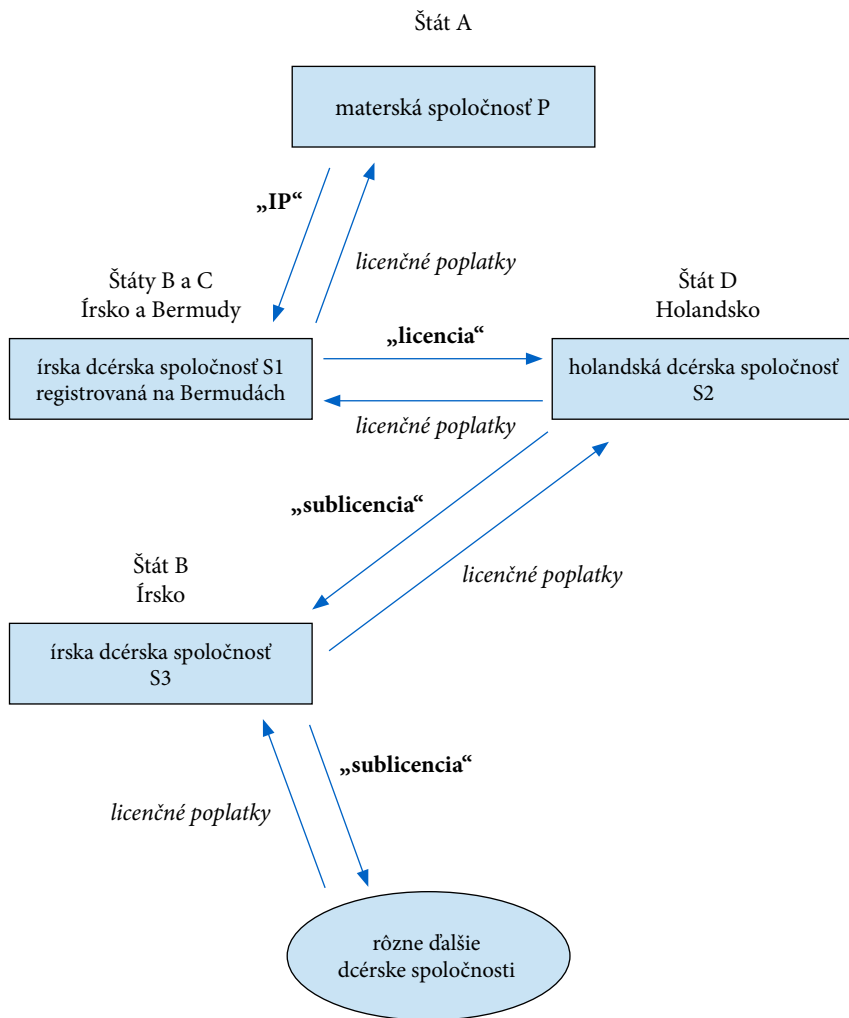 Štát A
materská spoločnosť P
„IP“
licenčné poplatky
Štáty B a C
Írsko a Bermudy
Štát D
Holandsko
írska dcérska spoločnosť S1
registrovaná na Bermudách
„licencia“
holandská dcérska spoločnosť
S2
licenčné poplatky
„sublicencia“
licenčné poplatky
Štát B
Írsko
írska dcérska spoločnosť
S3
„sublicencia“
licenčné poplatky
rôzne ďalšie
dcérske spoločnosti